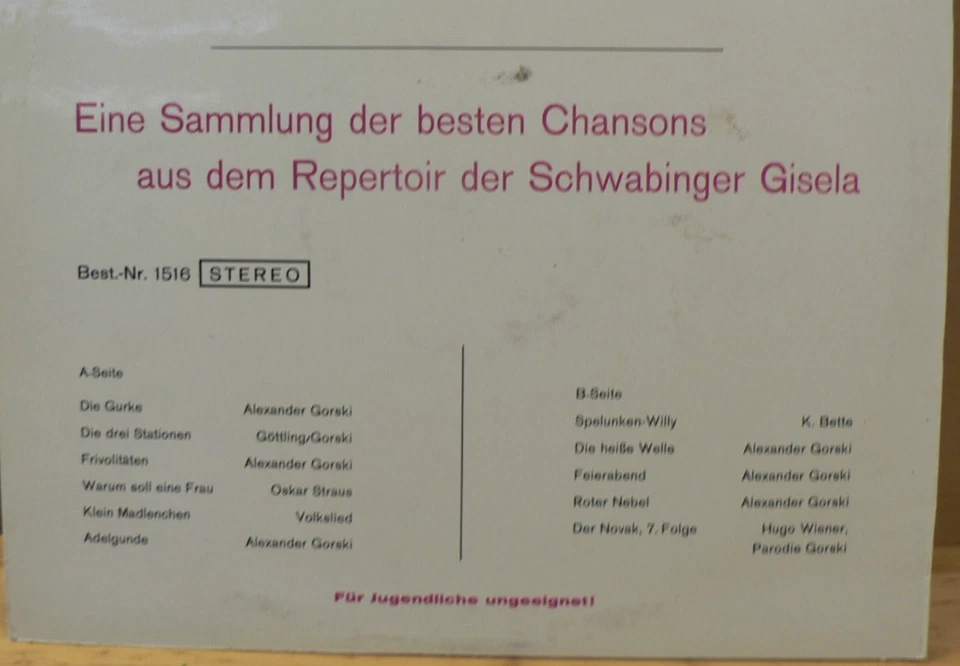 Eine Sammlung der besten Chansons
aus dem Repertoir der Schwabinger Gisela
Best.-Nr. 1516 STEREO
A-Seite
Die Gurke Alexander Gorski
Die drei Stationen Göttling/Gorski
Frivolitäten Alexander Gorski
Warum soll eine Frau Oskar Straus
Klein Madlenchen Volkslied
Adelgunde Alexander Gorski
B-Seite
Spelunken-Willy K. Bette
Die heiße Welle Alexander Gorski
Feierabend Alexander Gorski
Roter Nebel Alexander Gorski
Der Novak, 7. Folge Hugo Wiener,
Parodie Gorski
Für Jugendliche ungeeignet!